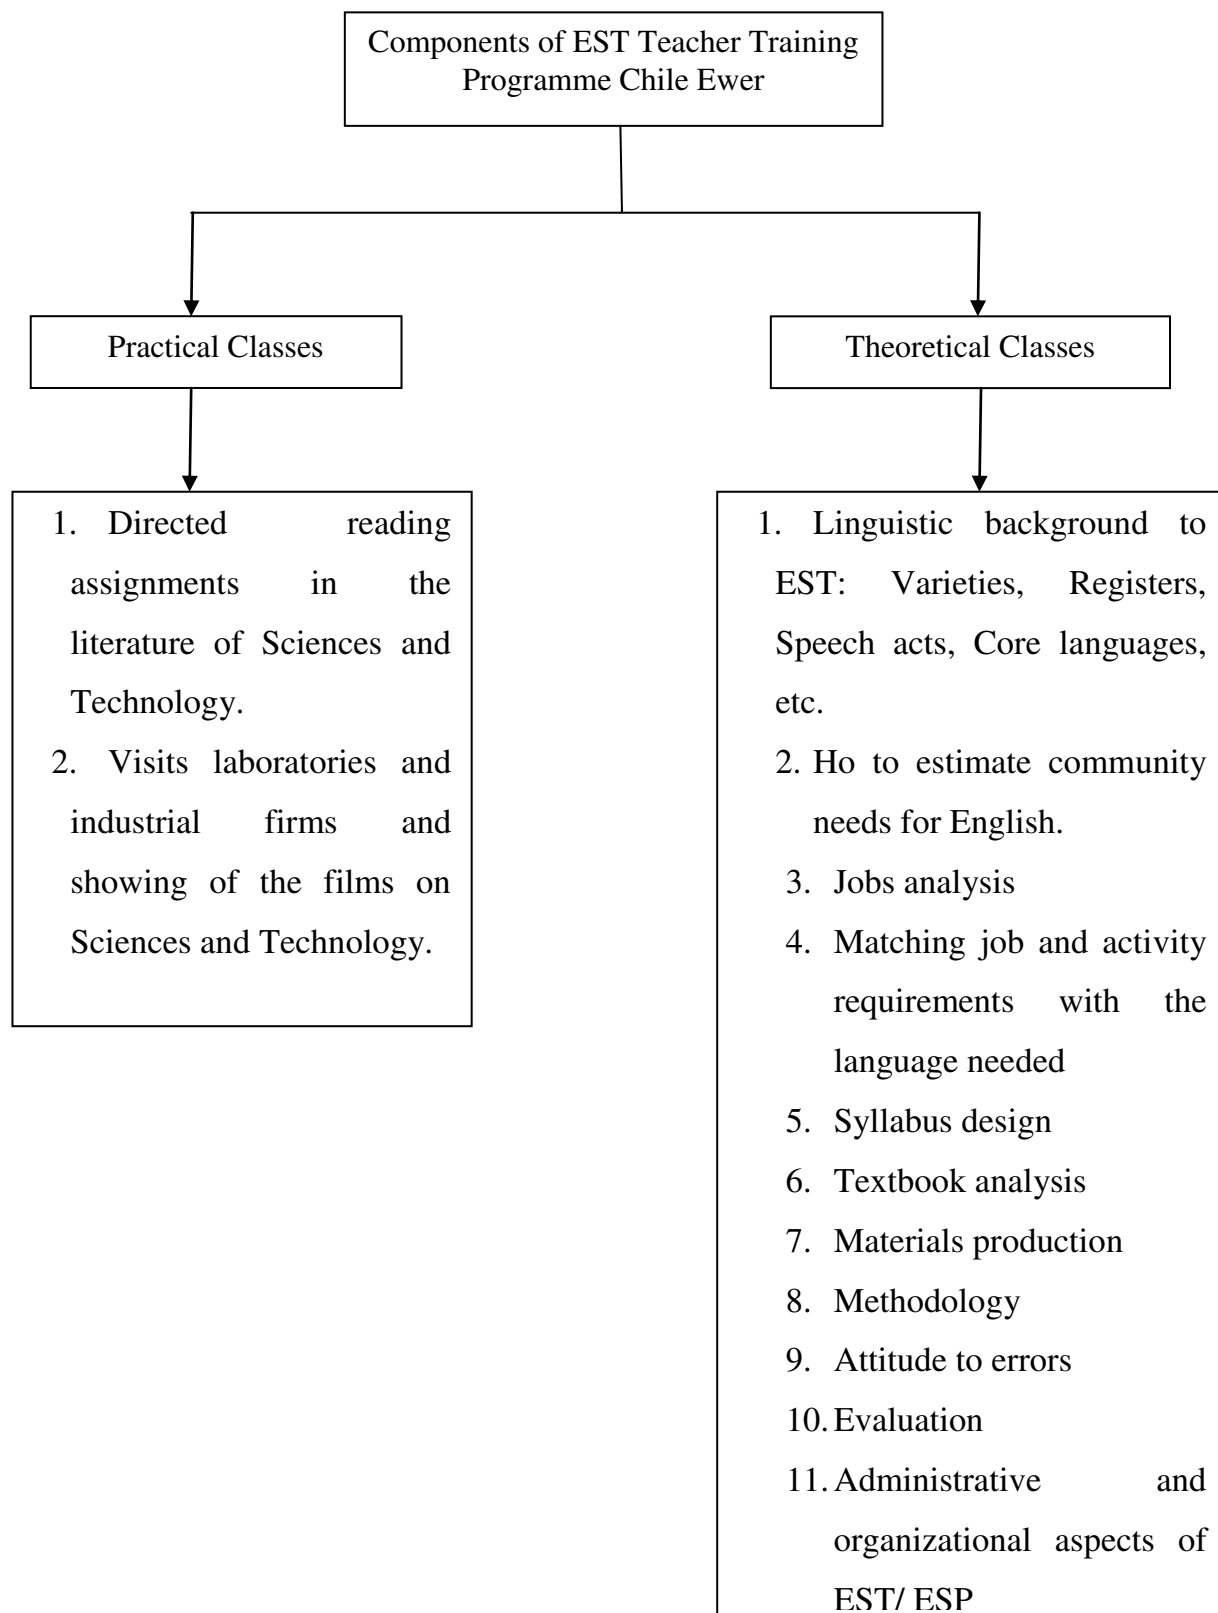 Components of EST Teacher Training
Programme Chile Ewer
Practical Classes
Theoretical Classes
1. Directed reading
assignments in the
literature of Sciences and
Technology.
2. Visits laboratories and
industrial firms and
showing of the films on
Sciences and Technology.
1. Linguistic background to
EST: Varieties, Registers,
Speech acts, Core languages,
etc.
2. Ho to estimate community
needs for English.
3. Jobs analysis
4. Matching job and activity
requirements with the
language needed
5. Syllabus design
6. Textbook analysis
7. Materials production
8. Methodology
9. Attitude to errors
10. Evaluation
11. Administrative and
organizational aspects of
EST/ ESP